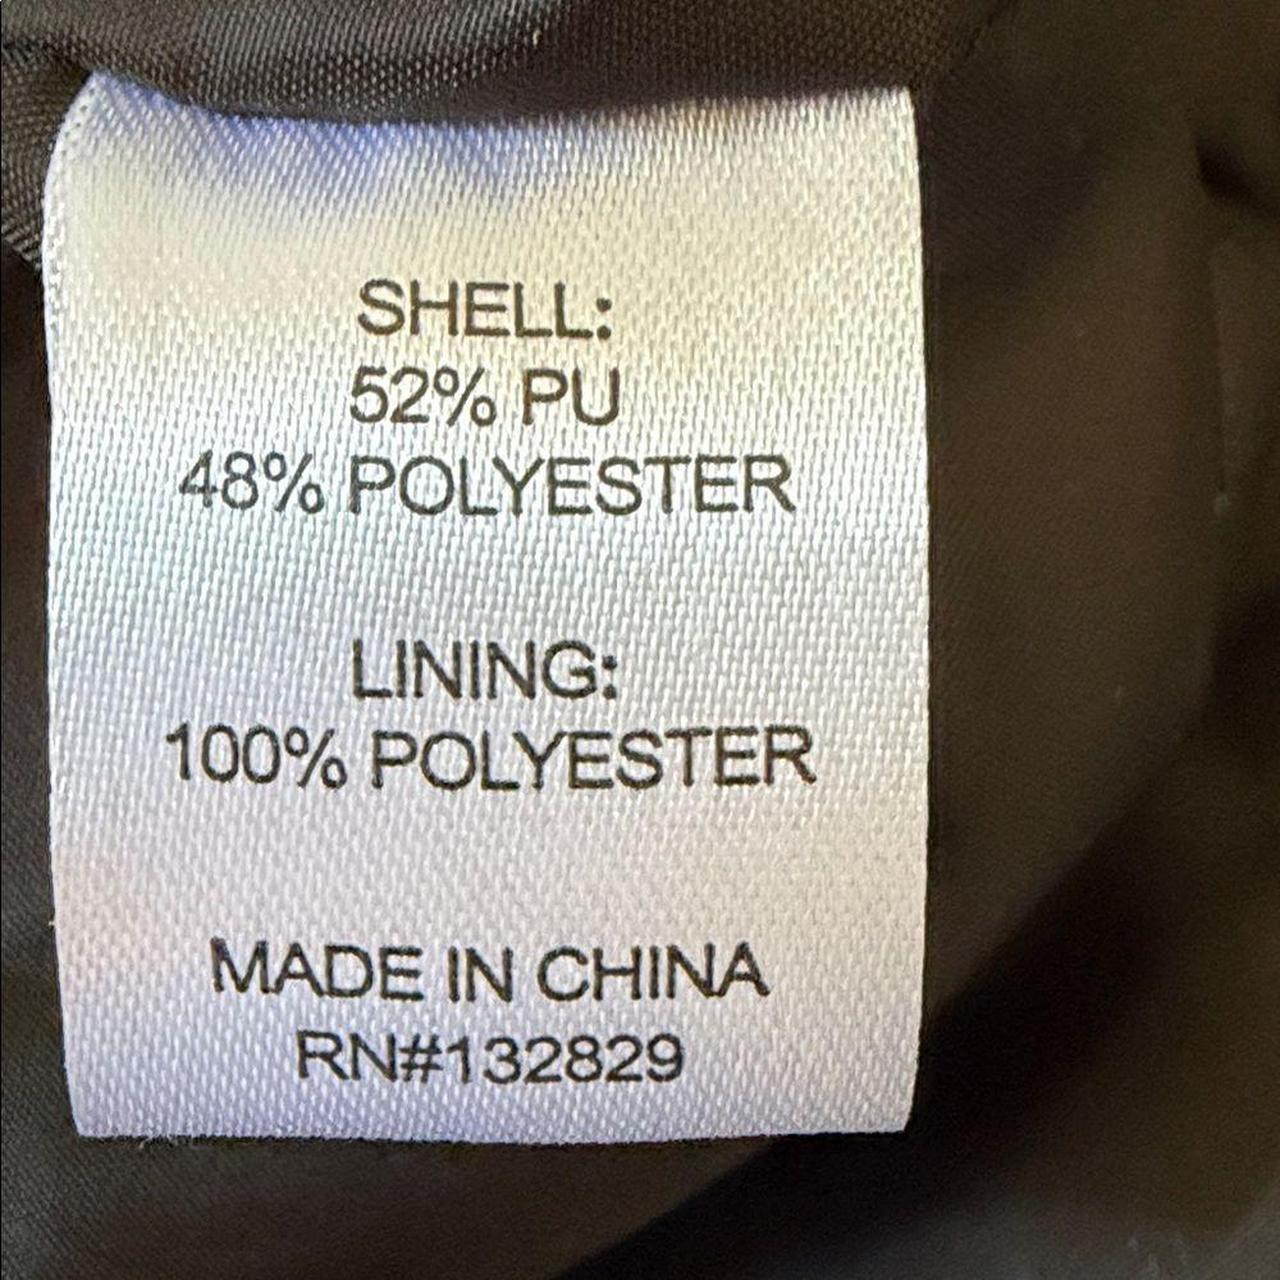 SHELL:
52% PU
48% POLYESTER
LINING:
100% POLYESTER
MADE IN CHINA
RN#132829